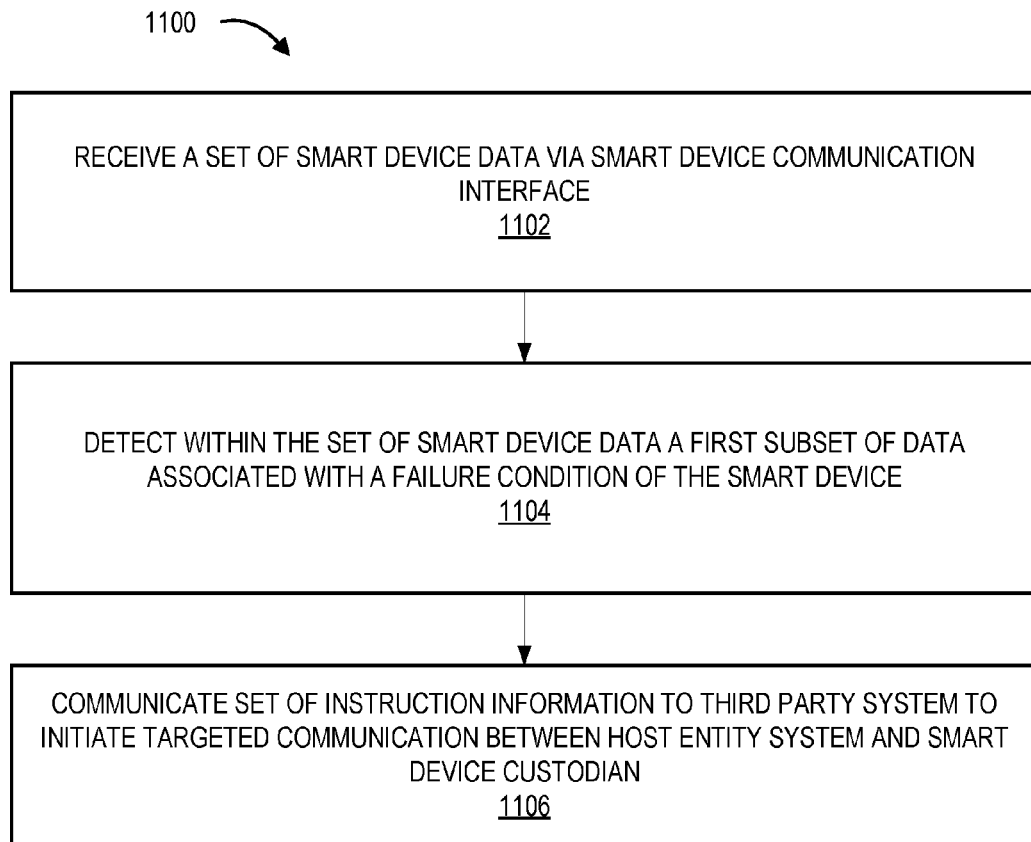 1100
RECEIVE A SET OF SMART DEVICE DATA VIA SMART DEVICE COMMUNICATION
INTERFACE
1102
DETECT WITHIN THE SET OF SMART DEVICE DATA A FIRST SUBSET OF DATA
ASSOCIATED WITH A FAILURE CONDITION OF THE SMART DEVICE
1104
COMMUNICATE SET OF INSTRUCTION INFORMATION TO THIRD PARTY SYSTEM TO
INITIATE TARGETED COMMUNICATION BETWEEN HOST ENTITY SYSTEM AND SMART
DEVICE CUSTODIAN
1106